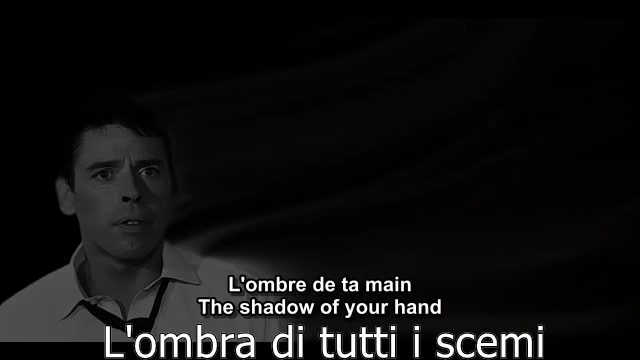 L'ombre de ta main
The shadow of your hand
L'ombra di tutti i scemi